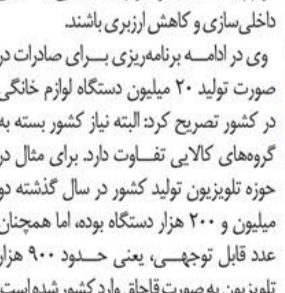 داخلی‌سازی و کاهش ارزبری باشند.
وی در ادامه برنامه‌ریزی برای صادرات در
صورت تولید ۲۰ میلیون دستگاه لوازم خانگی
در کشور تصریح کرد: البته نیاز کشور بسته به
گروه‌های کالایی تفاوت دارد. برای مثال در
حوزه تلویزیون تولید کشور در سال گذشته دو
میلیون و ۲۰۰ هزار دستگاه بوده، اما همچنان
عدد قابل توجهی، یعنی حدود ۹۰۰ هزار
تلویزیون به صورت قاچاق وارد کشور شده است.